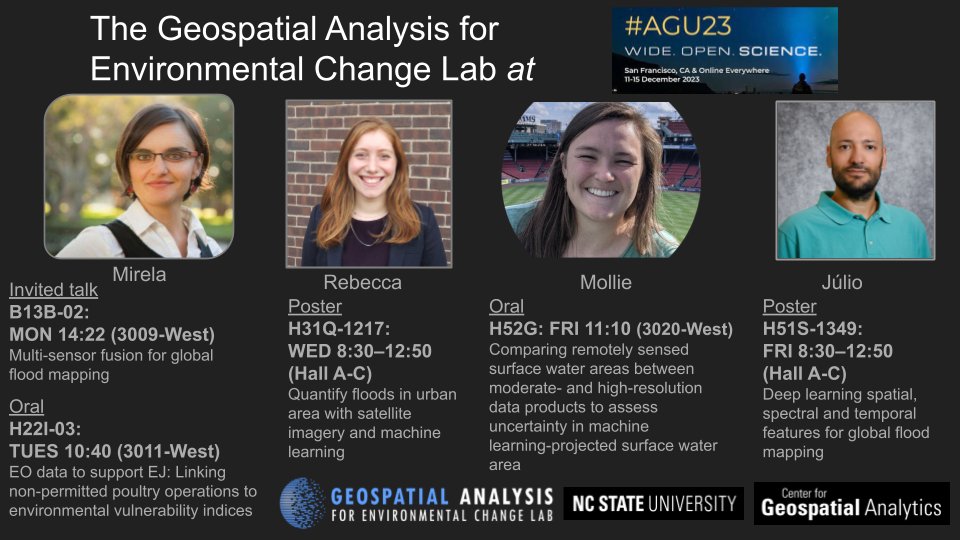 The Geospatial Analysis for
Environmental Change Lab at
#AGU23
WIDE. OPEN. SCIENCE.
San Francisco, CA & Online Everywhere
11-15 December 2023
Mirela
Invited talk
B13B-02:
MON 14:22 (3009-West)
Multi-sensor fusion for global
flood mapping
Oral
H22I-03:
TUES 10:40 (3011-West)
EO data to support EJ: Linking
non-permitted poultry operations to
environmental vulnerability indices
Rebecca
Poster
H31Q-1217:
WED 8:30–12:50
(Hall A-C)
Quantify floods in urban
area with satellite
imagery and machine
learning
Mollie
Oral
H52G: FRI 11:10 (3020-West)
Comparing remotely sensed
surface water areas between
moderate- and high-resolution
data products to assess
uncertainty in machine
learning-projected surface water
area
Júlio
Poster
H51S-1349:
FRI 8:30–12:50
(Hall A-C)
Deep learning spatial,
spectral and temporal
features for global flood
mapping
GEOSPATIAL ANALYSIS
FOR ENVIRONMENTAL CHANGE LAB
NC STATE UNIVERSITY
Center for
Geospatial Analytics